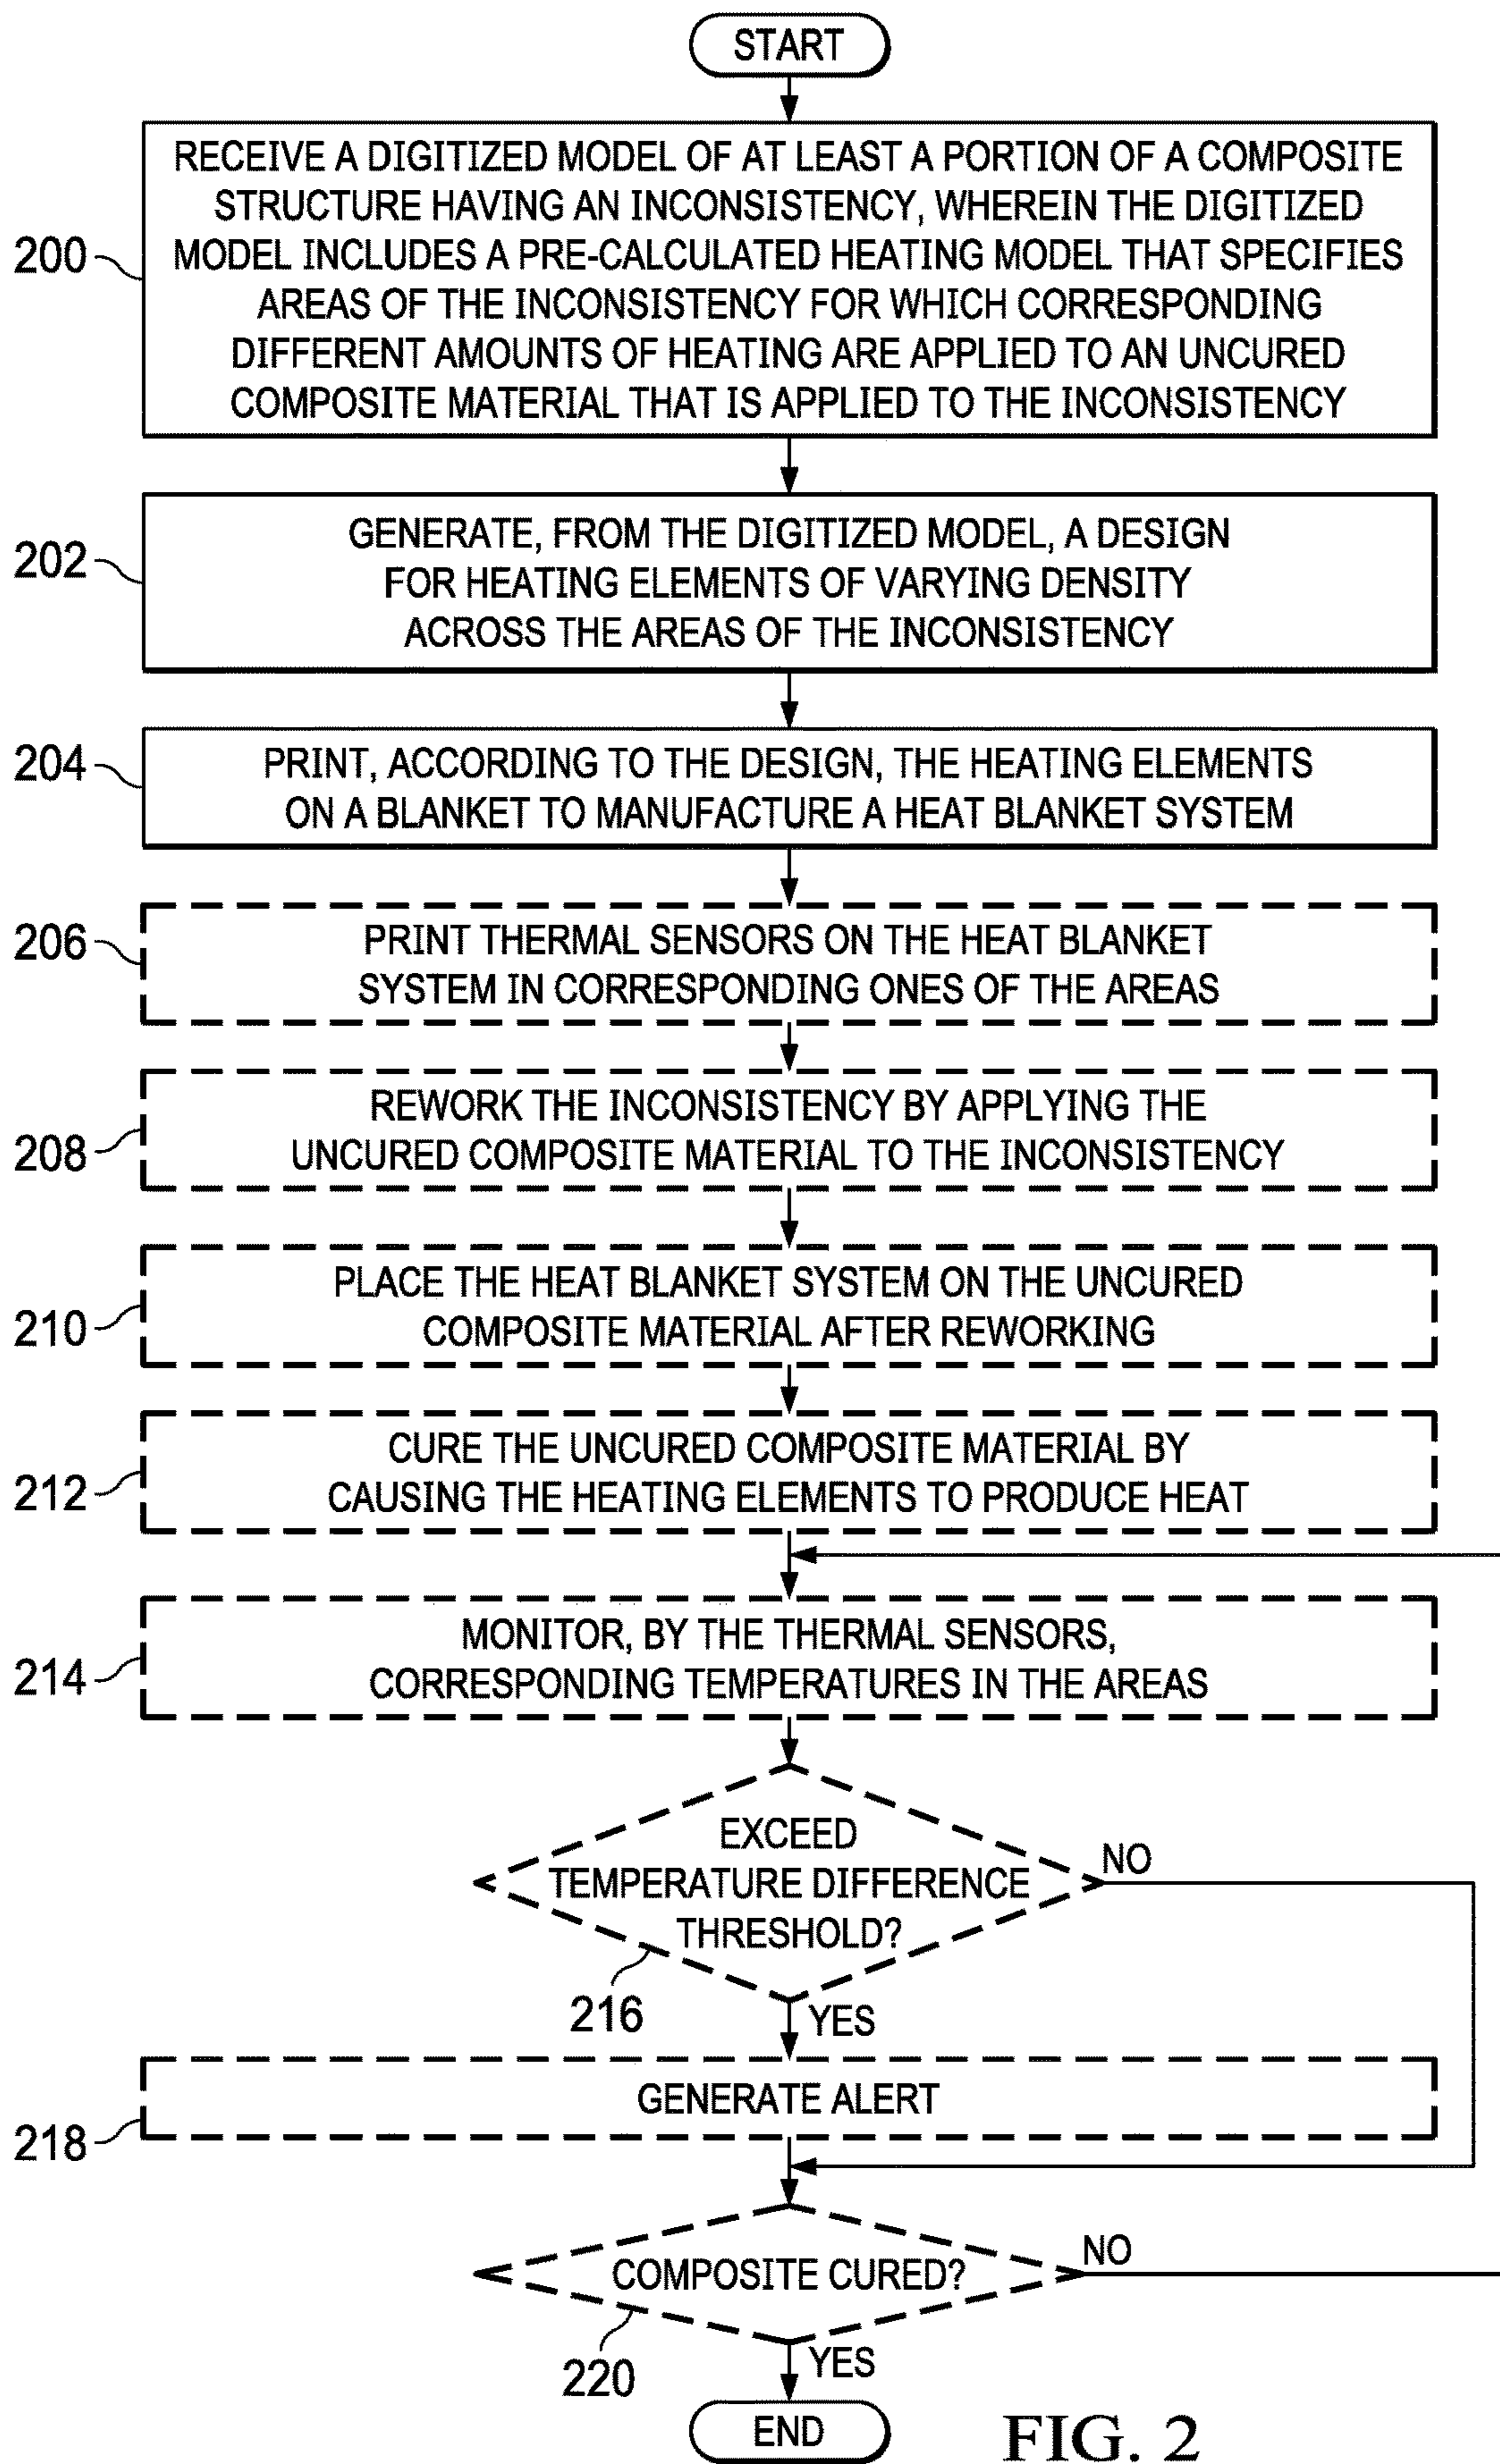 START
RECEIVE A DIGITIZED MODEL OF AT LEAST A PORTION OF A COMPOSITE
STRUCTURE HAVING AN INCONSISTENCY, WHEREIN THE DIGITIZED
200
MODEL INCLUDES A PRE-CALCULATED HEATING MODEL THAT SPECIFIES
AREAS OF THE INCONSISTENCY FOR WHICH CORRESPONDING
DIFFERENT AMOUNTS OF HEATING ARE APPLIED TO AN UNCURED
COMPOSITE MATERIAL THAT IS APPLIED TO THE INCONSISTENCY
GENERATE, FROM THE DIGITIZED MODEL, A DESIGN
202
FOR HEATING ELEMENTS OF VARYING DENSITY
ACROSS THE AREAS OF THE INCONSISTENCY
204
PRINT, ACCORDING TO THE DESIGN, THE HEATING ELEMENTS
ON A BLANKET TO MANUFACTURE A HEAT BLANKET SYSTEM
206
PRINT THERMAL SENSORS ON THE HEAT BLANKET
SYSTEM IN CORRESPONDING ONES OF THE AREAS
REWORK THE INCONSISTENCY BY APPLYING THE
208
UNCURED COMPOSITE MATERIAL TO THE INCONSISTENCY
PLACE THE HEAT BLANKET SYSTEM ON THE UNCURED
210
COMPOSITE MATERIAL AFTER REWORKING
CURE THE UNCURED COMPOSITE MATERIAL BY
212
CAUSING THE HEATING ELEMENTS TO PRODUCE HEAT
MONITOR, BY THE THERMAL SENSORS,
214
CORRESPONDING TEMPERATURES IN THE AREAS
EXCEED
TEMPERATURE DIFFERENCE
THRESHOLD?
NO
216
YES
GENERATE ALERT
218
COMPOSITE CURED?
NO
220
YES
END
FIG. 2